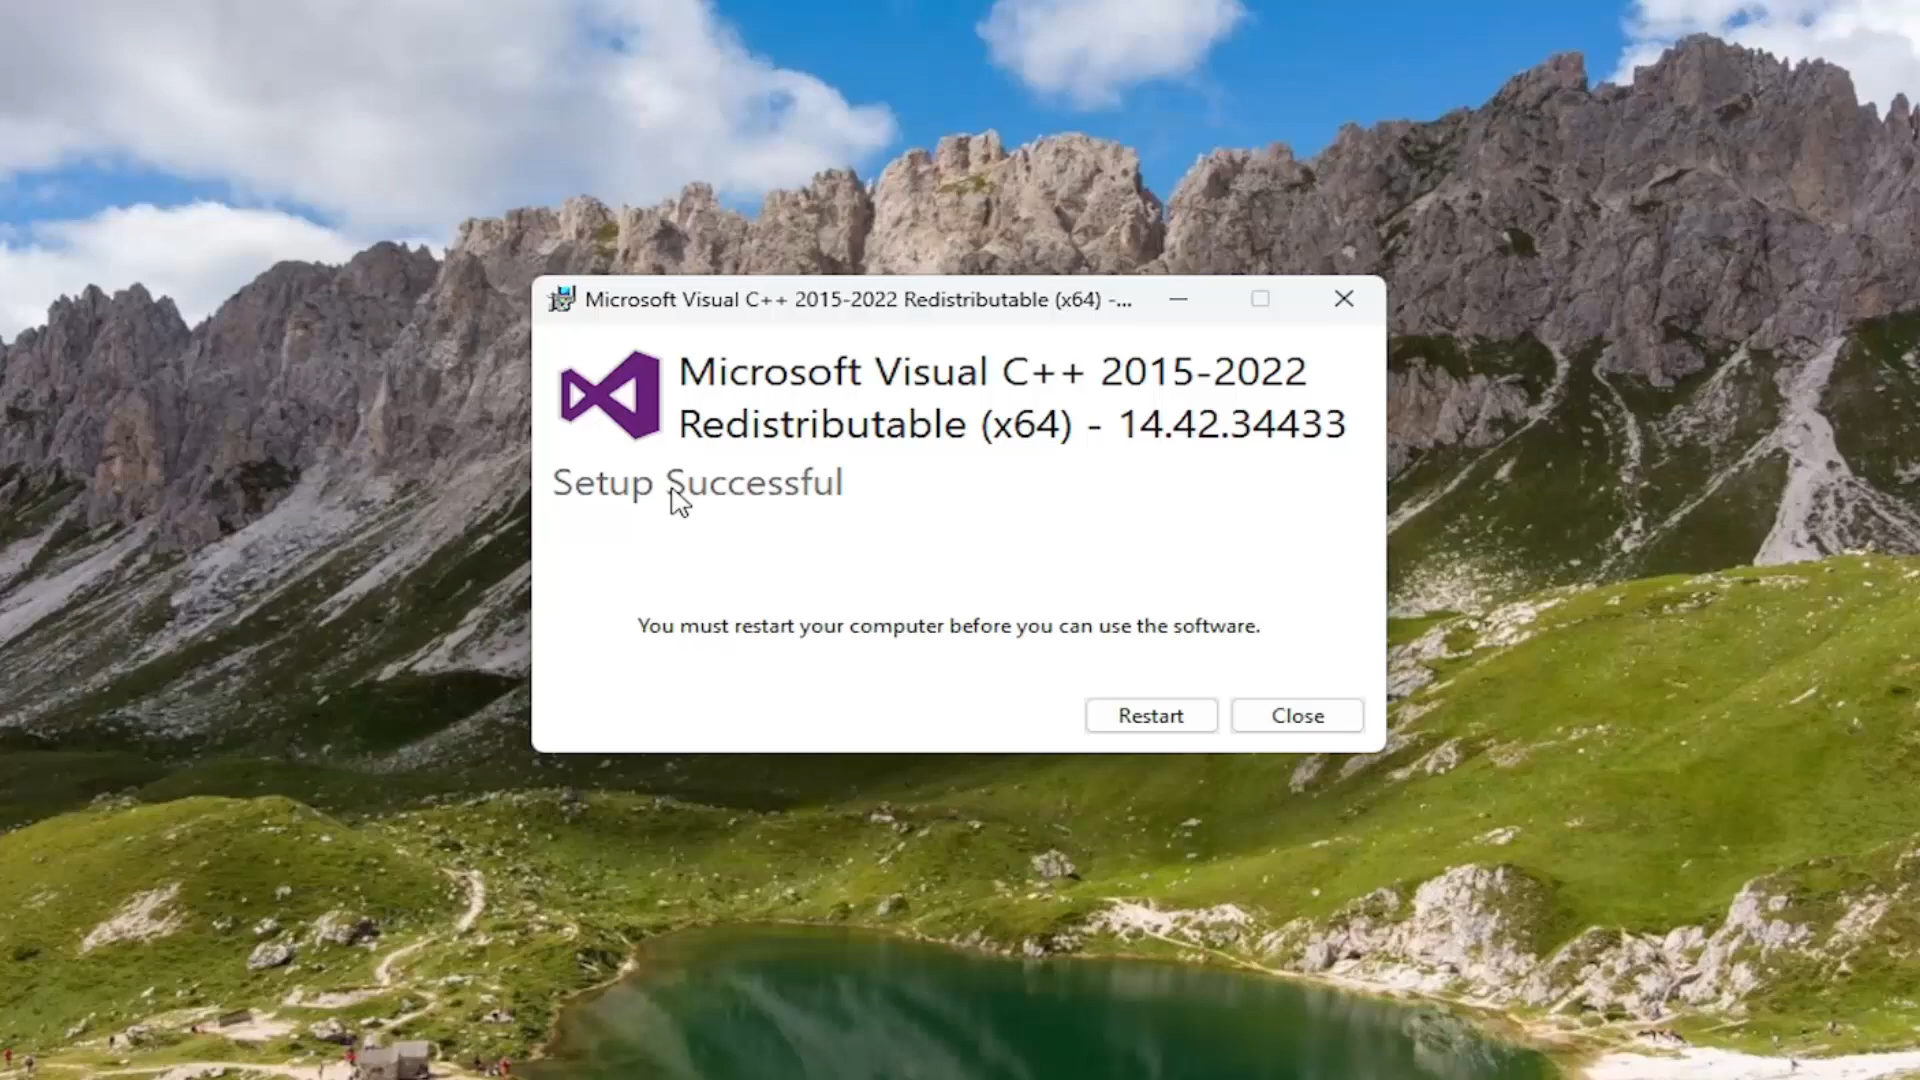 Microsoft Visual C++ 2015-2022 Redistributable (x64) -...
Microsoft Visual C++ 2015-2022
Redistributable (x64) - 14.42.34433
Setup Successful
You must restart your computer before you can use the software.
Restart
Close